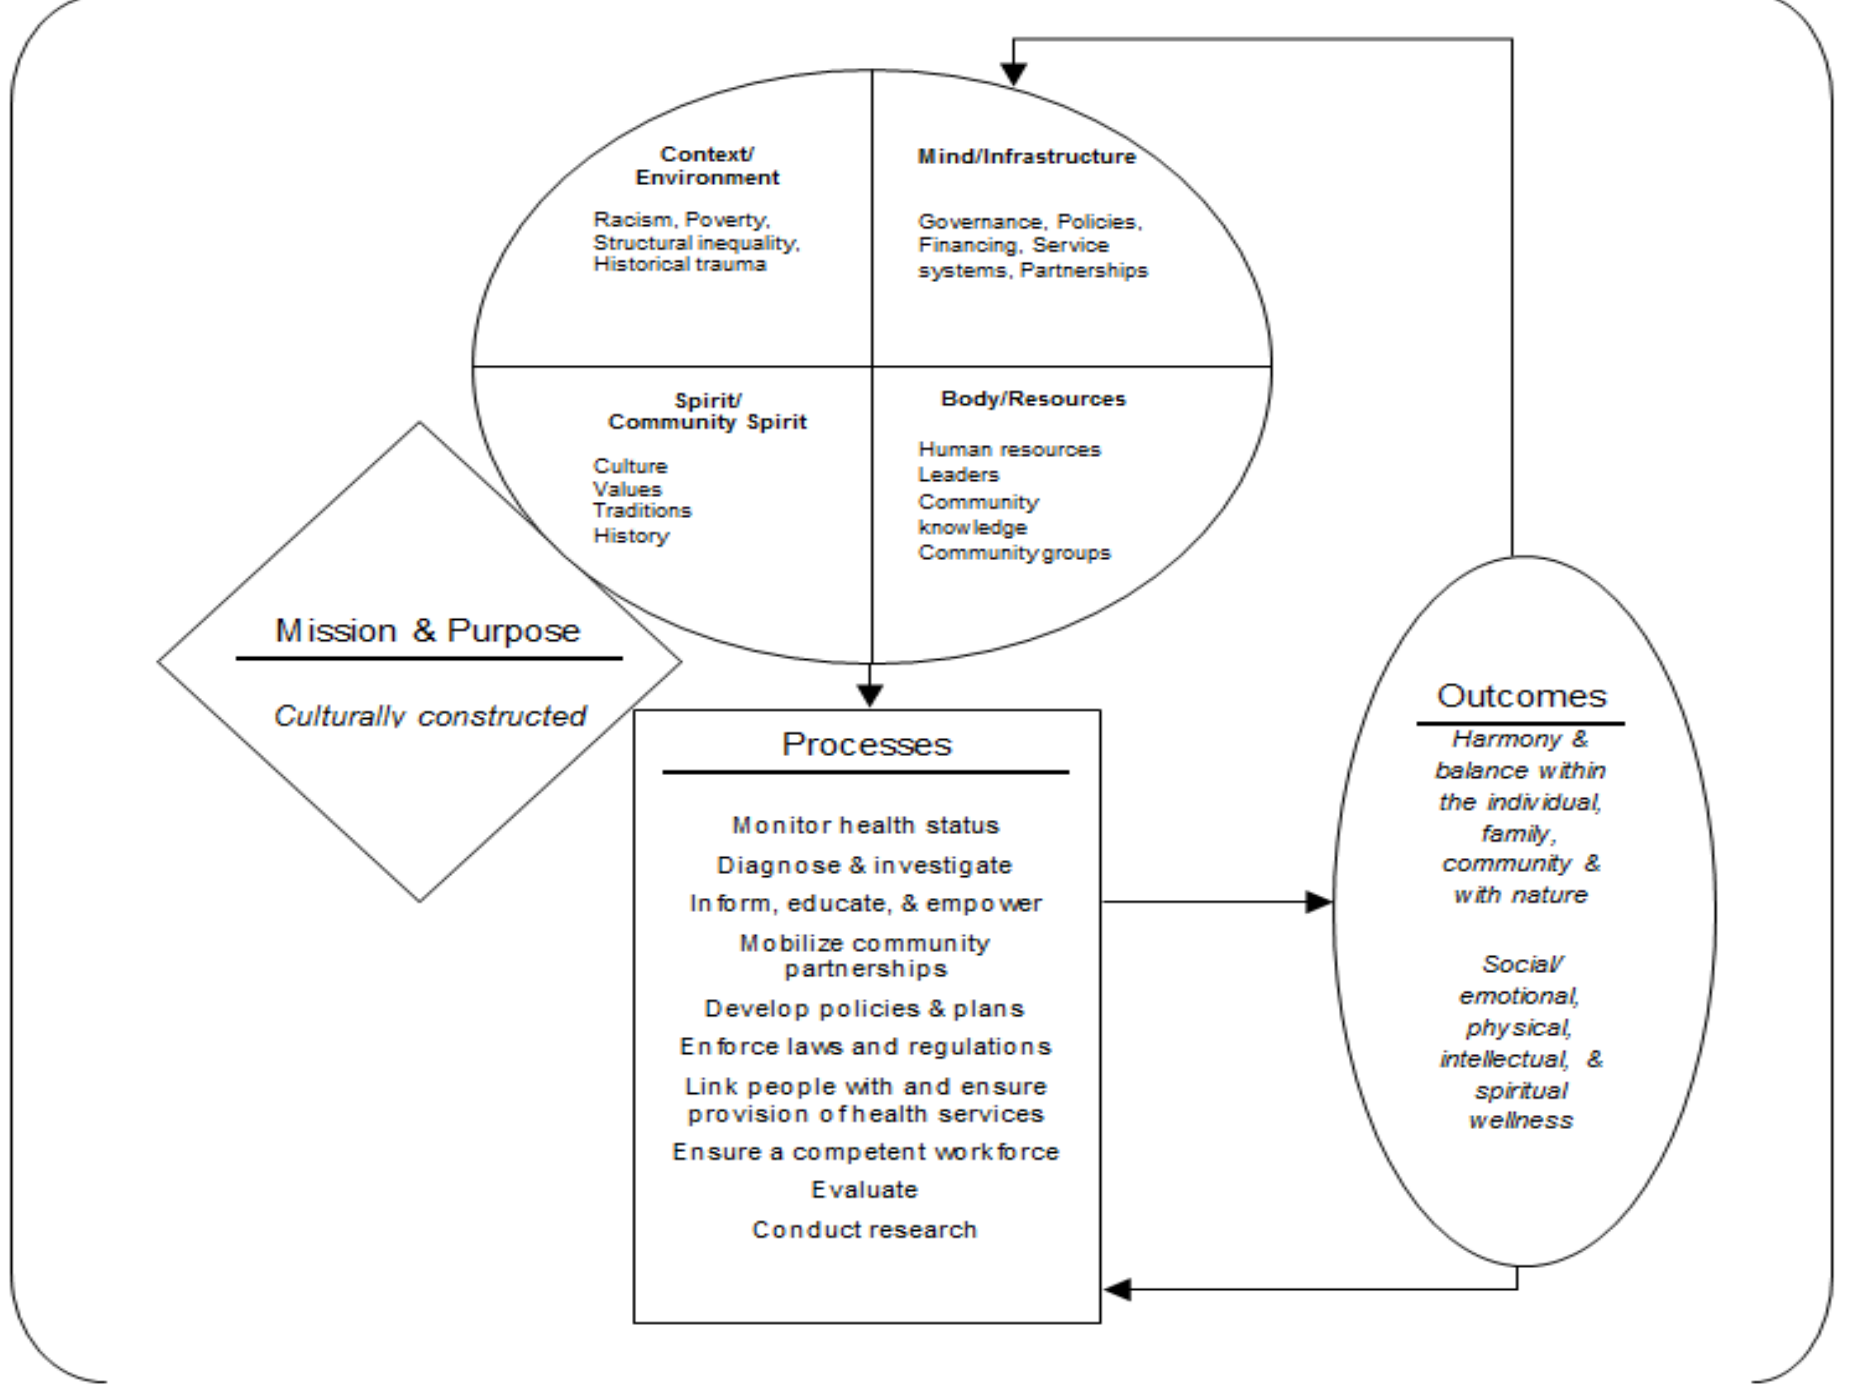 Context/
Environment
Racism, Poverty,
Structural inequality,
Historical trauma
Mind/Infrastructure
Governance, Policies,
Financing, Service
systems, Partnerships
Spirit/
Community Spirit
Culture
Values
Traditions
History
Body/Resources
Human resources
Leaders
Community
knowledge
Community groups
Mission & Purpose
Culturally constructed
Processes
Monitor health status
Diagnose & investigate
Inform, educate, & empower
Mobilize community
partnerships
Develop policies & plans
Enforce laws and regulations
Link people with and ensure
provision of health services
Ensure a competent workforce
Evaluate
Conduct research
Outcomes
Harmony &
balance within
the individual,
family,
community &
with nature
Social/
emotional,
physical,
intellectual, &
spiritual
wellness